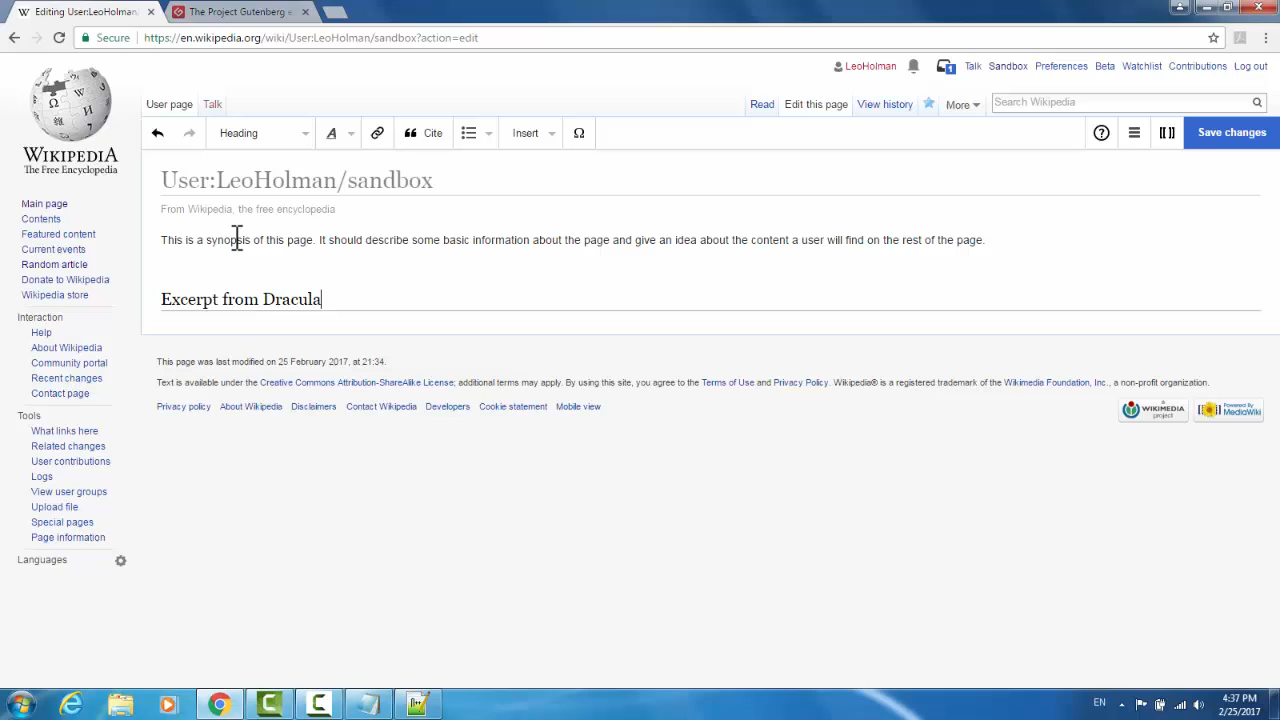 Editing User:LeoHolman
The Project Gutenberg e
Secure
https://en.wikipedia.org/wiki/User:LeoHolman/sandbox?action=edit
LeoHolman
1
Talk
Sandbox
Preferences
Beta
Watchlist
Contributions
Log out
WIKIPEDIA
The Free Encyclopedia
User page
Talk
Read
Edit this page
View history
More
Search Wikipedia
Heading
A
Cite
Insert
Ω
Save changes
User:LeoHolman/sandbox
From Wikipedia, the free encyclopedia
This is a synopsis of this page. It should describe some basic information about the page and give an idea about the content a user will find on the rest of the page.
Excerpt from Dracula
Main page
Contents
Featured content
Current events
Random article
Donate to Wikipedia
Wikipedia store
Interaction
Help
About Wikipedia
Community portal
Recent changes
Contact page
Tools
What links here
Related changes
User contributions
Logs
View user groups
Upload file
Special pages
Page information
Languages
This page was last modified on 25 February 2017, at 21:34.
Text is available under the Creative Commons Attribution-ShareAlike License; additional terms may apply. By using this site, you agree to the Terms of Use and Privacy Policy. Wikipedia® is a registered trademark of the Wikimedia Foundation, Inc., a non-profit organization.
Privacy policy
About Wikipedia
Disclaimers
Contact Wikipedia
Developers
Cookie statement
Mobile view
A
WIKIMEDIA
project
Powered By
MediaWiki
EN
4:37 PM
2/25/2017